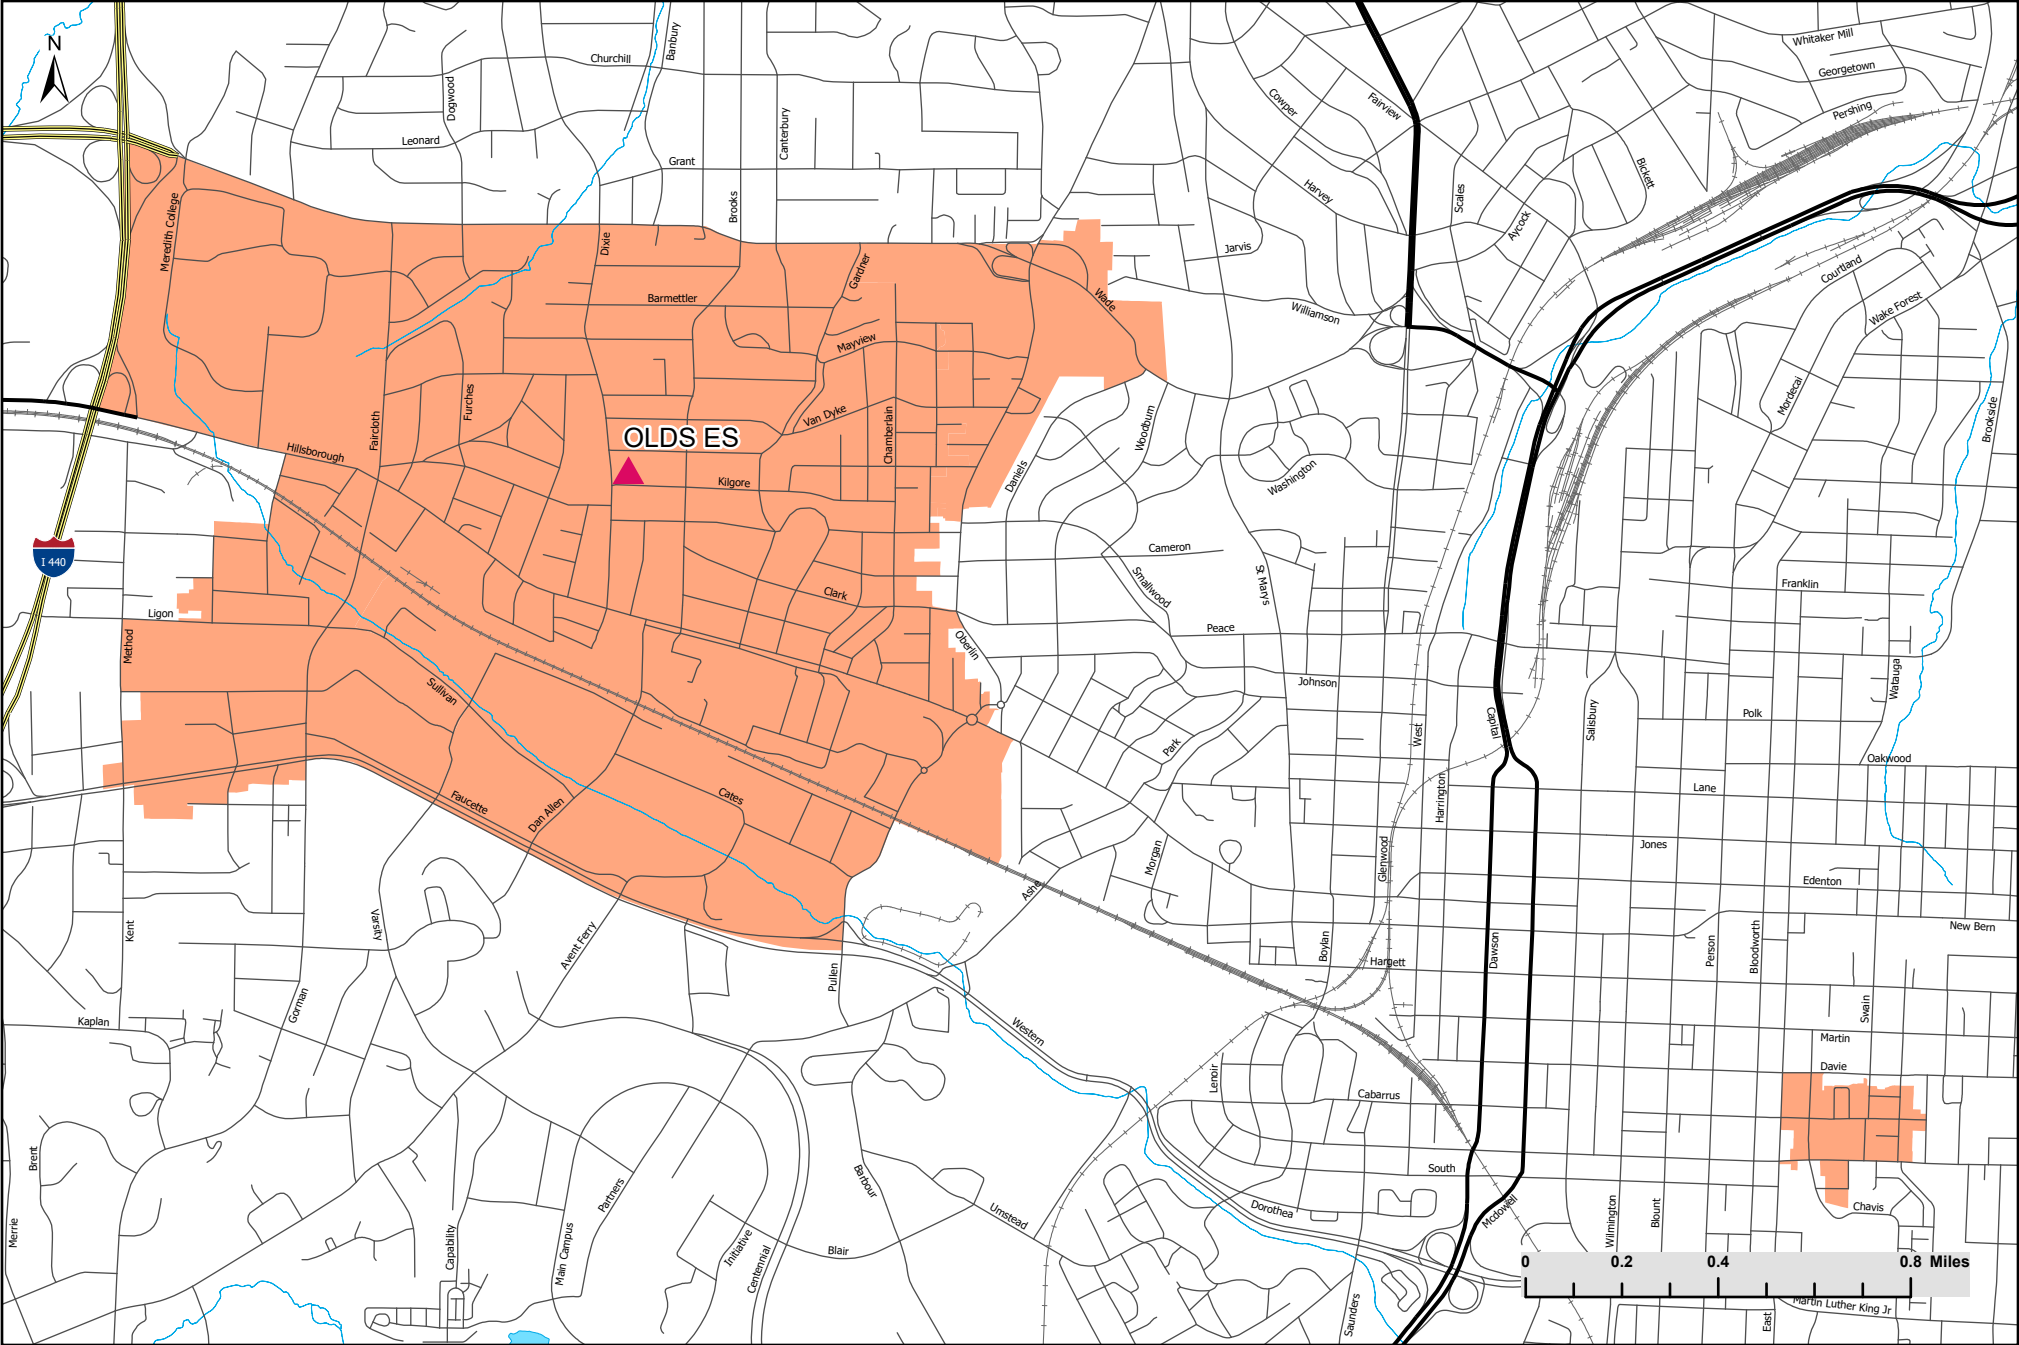 N
Churchill
Banbury
Whitaker Mill
Georgetown
Dogwood
Cowper
Fairview
Pershing
Canterbury
Leonard
Grant
Bickett
Harvey
Scales
Brooks
Aycock
Meredith College
Dixie
Jarvis
Gardner
Courtland
Barmettler
Wade
Williamson
Wake Forest
Mayview
Mordecai
Furches
Van Dyke
Chamberlain
Woodburn
Brookside
Faircloth
OLDS ES
Hillsborough
Daniels
Washington
Kilgore
I 440
Cameron
Smallwood
St Marys
Franklin
Clark
Ligon
Method
Oberlin
Peace
Johnson
Watauga
Sullivan
Polk
Capital
Salisbury
West
Park
Oakwood
Lane
Harrington
Cates
Faucette
Dan Allen
Jones
Morgan
Glenwood
Edenton
Ashe
Kent
Varsity
Avent Ferry
New Bern
Boylan
Dawson
Person
Bloodworth
Pullen
Hargett
Gorman
Swain
Kaplan
Western
Martin
Davie
Lenoir
Cabarrus
Brent
South
Barbour
Partners
Umstead
Dorothea
Mcdowell
Chavis
Wilmington
Blount
Merrie
Capability
Main Campus
Initiative
Centennial
Blair
0 0.2 0.4 0.8 Miles
Saunders
East
Martin Luther King Jr